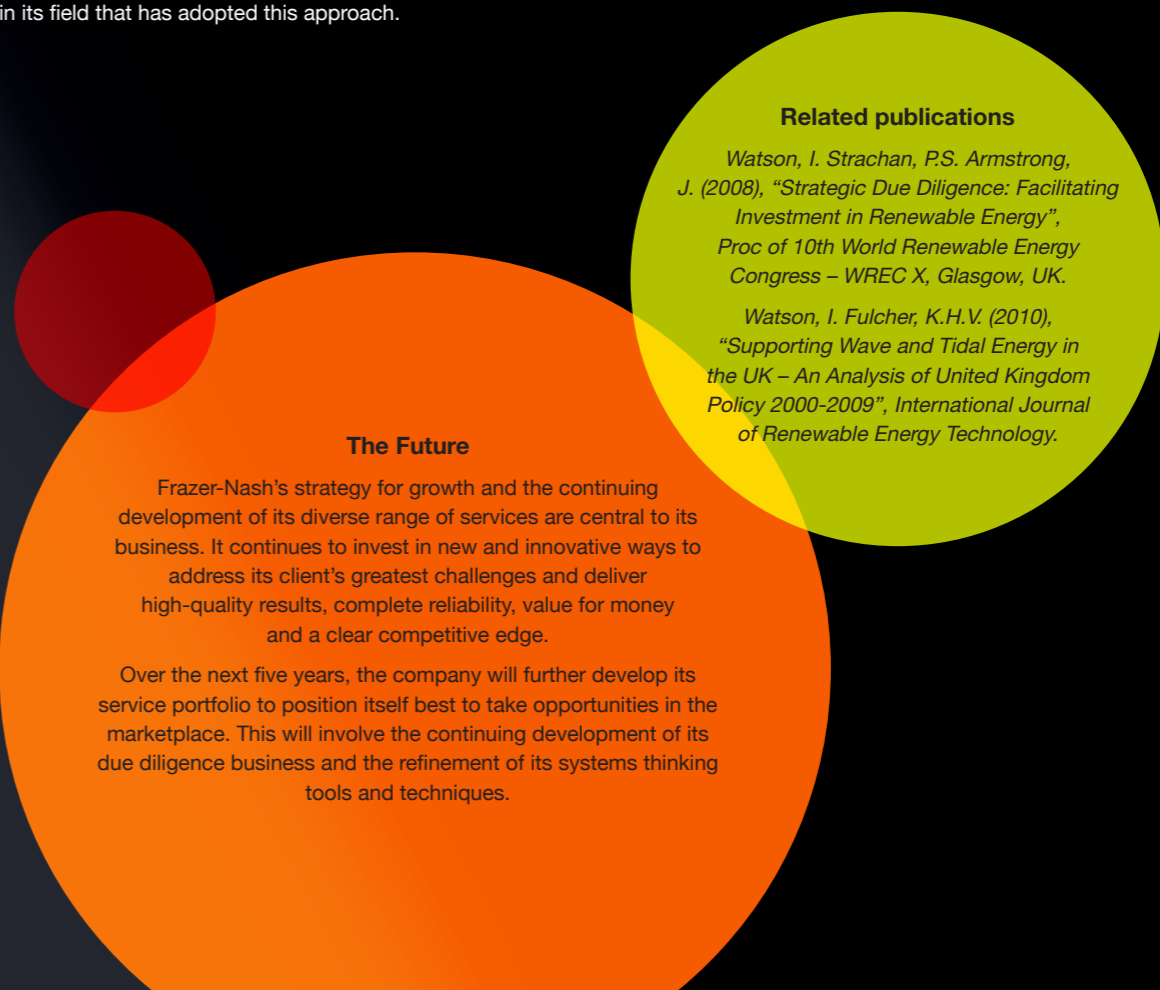 in its field that has adopted this approach.
Related publications
Watson, I. Strachan, P.S. Armstrong,
J. (2008), “Strategic Due Diligence: Facilitating
Investment in Renewable Energy”,
Proc of 10th World Renewable Energy
Congress – WREC X, Glasgow, UK.
Watson, I. Fulcher, K.H.V. (2010),
“Supporting Wave and Tidal Energy in
the UK – An Analysis of United Kingdom
Policy 2000-2009”, International Journal
of Renewable Energy Technology.
The Future
Frazer-Nash’s strategy for growth and the continuing
development of its diverse range of services are central to its
business. It continues to invest in new and innovative ways to
address its client’s greatest challenges and deliver
high-quality results, complete reliability, value for money
and a clear competitive edge.
Over the next five years, the company will further develop its
service portfolio to position itself best to take opportunities in the
marketplace. This will involve the continuing development of its
due diligence business and the refinement of its systems thinking
tools and techniques.